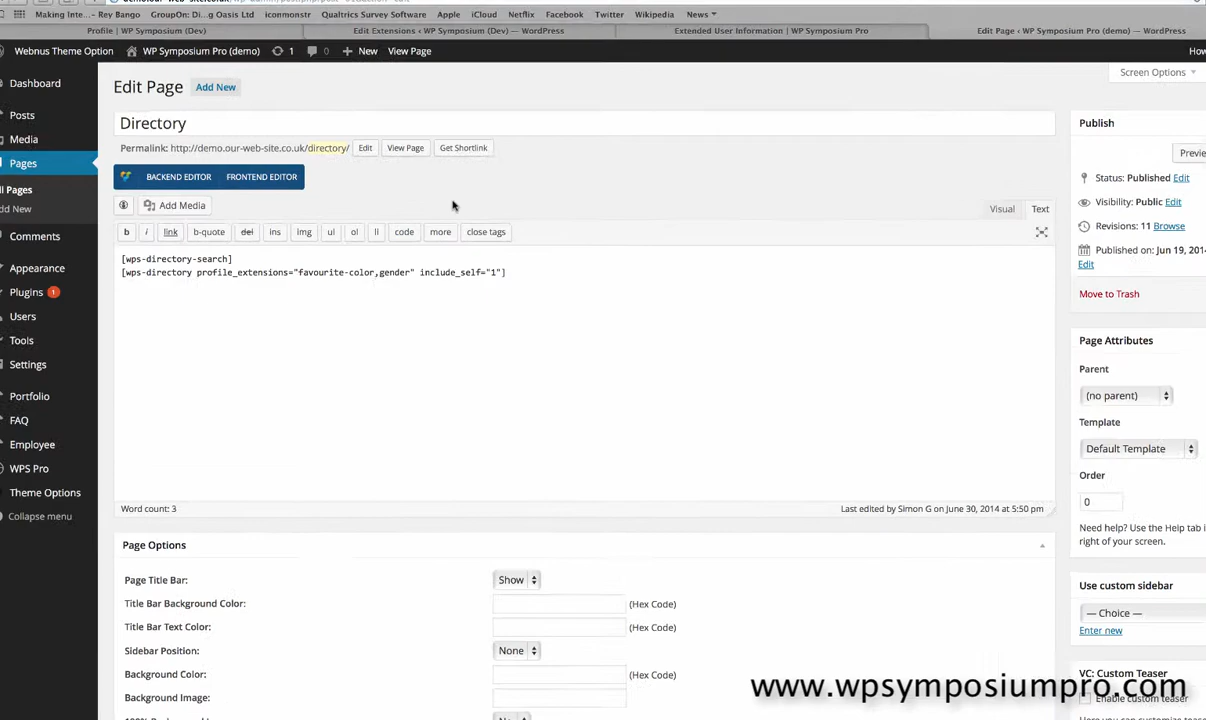 Making Inte...– Rey Bango GroupOn: Di...g Oasis Ltd iconmonstr Qualtrics Survey Software Apple iCloud Netflix Facebook Twitter Wikipedia News
Profile | WP Symposium (Dev) Edit Extensions ‹ WP Symposium (Dev) — WordPress Extended User Information | WP Symposium Pro Edit Page ‹ WP Symposium Pro (demo) — WordPress
Webnus Theme Option WP Symposium Pro (demo) 1 0 New View Page How
Dashboard
Posts
Media
Pages
ll Pages
dd New
Comments
Appearance
Plugins 1
Users
Tools
Settings
Portfolio
FAQ
Employee
WPS Pro
Theme Options
Collapse menu
Edit Page Add New
Screen Options
Directory
Permalink: http://demo.our-web-site.co.uk/directory/ Edit View Page Get Shortlink
BACKEND EDITOR FRONTEND EDITOR
Add Media
Visual Text
b i link b-quote del ins img ul ol li code more close tags
[wps-directory-search]
[wps-directory profile_extensions="favourite-color,gender" include_self="1"]
Word count: 3
Last edited by Simon G on June 30, 2014 at 5:50 pm
Page Options
Page Title Bar: Show
Title Bar Background Color: (Hex Code)
Title Bar Text Color: (Hex Code)
Sidebar Position: None
Background Color: (Hex Code)
Background Image:
Publish
Previe
Status: Published Edit
Visibility: Public Edit
Revisions: 11 Browse
Published on: Jun 19, 2014
Edit
Move to Trash
Page Attributes
Parent
(no parent)
Template
Default Template
Order
0
Need help? Use the Help tab i
right of your screen.
Use custom sidebar
— Choice —
Enter new
VC: Custom Teaser
Enable custom teaser
www.wpsymposiumpro.com